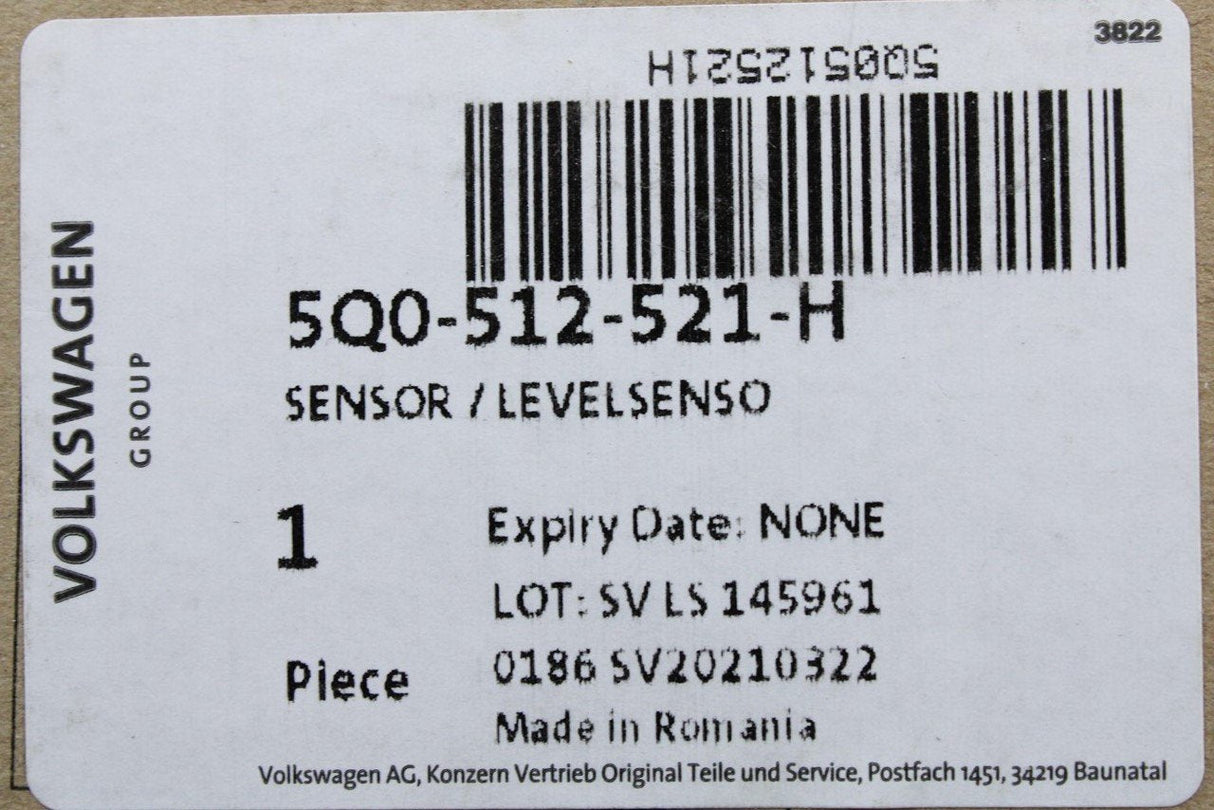 3822
5Q0512521H
5Q0-512-521-H
SENSOR / LEVELSENSO
VOLKSWAGEN
GROUP
1
Expiry Date: NONE
LOT: SV LS 145961
Piece
0186 SV20210322
Made in Romania
Volkswagen AG, Konzern Vertrieb Original Teile und Service, Postfach 1451, 34219 Baunatal